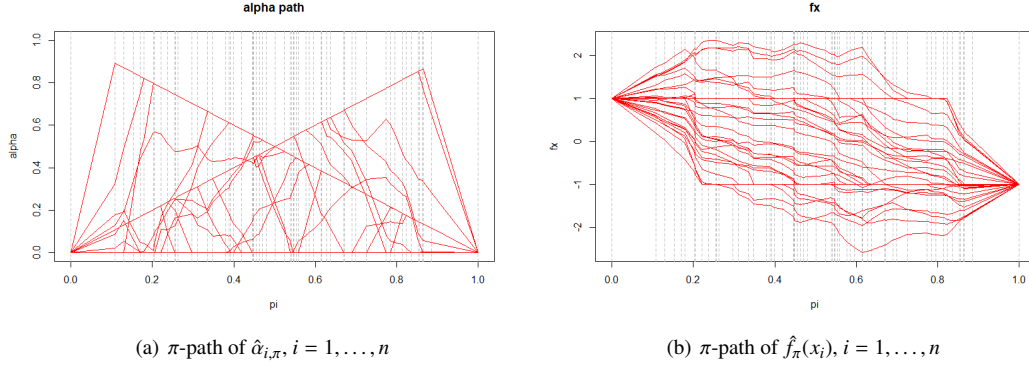 alpha path
alpha
1.0
0.8
0.6
0.4
0.2
0.0
0.0 0.2 0.4 0.6 0.8 1.0
pi
(a) π-path of α̂_{i,π}, i = 1, . . . , n
fx
fx
2
1
0
-1
-2
0.0 0.2 0.4 0.6 0.8 1.0
pi
(b) π-path of f̂_π(x_i), i = 1, . . . , n